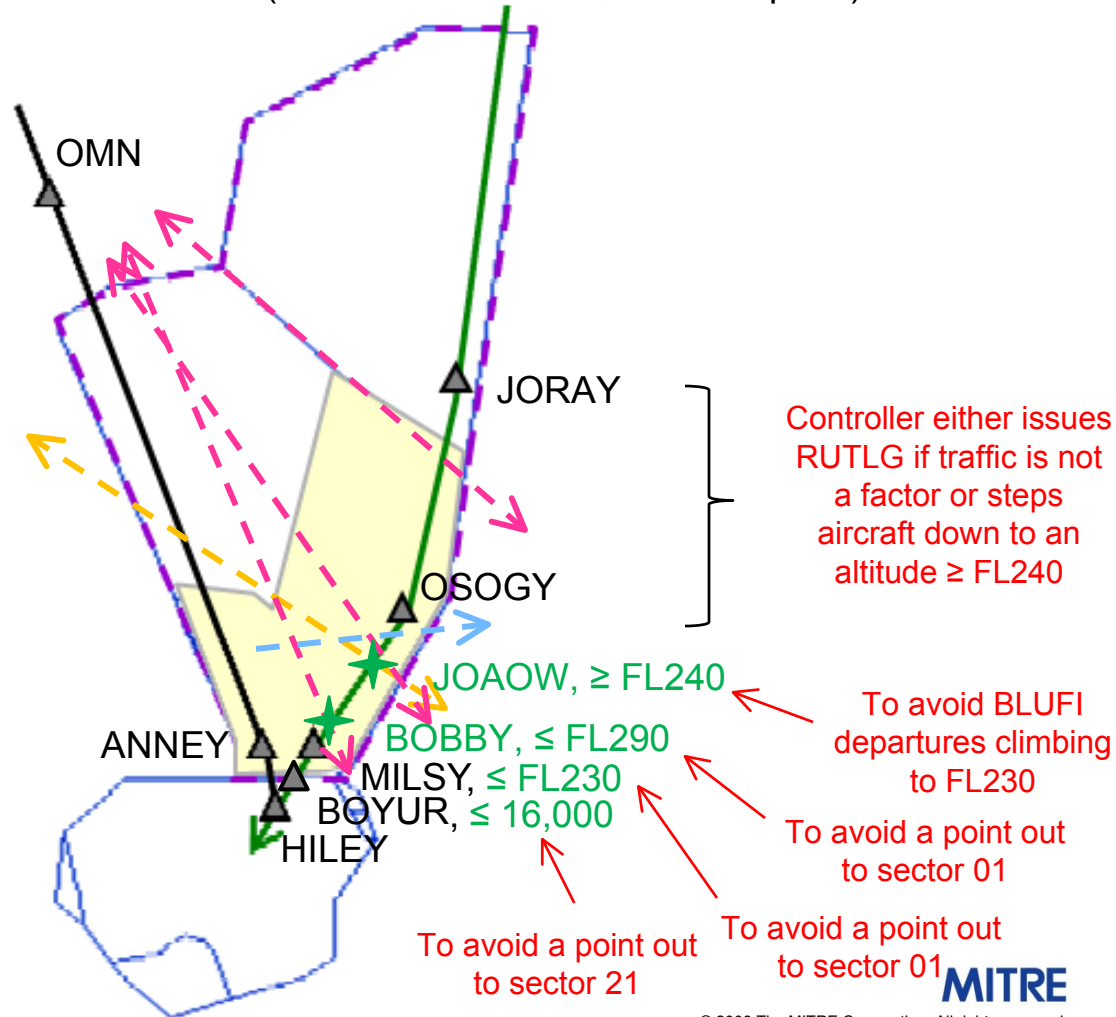 OMN
JORAY
Controller either issues
RUTLG if traffic is not
a factor or steps
aircraft down to an
altitude ≥ FL240
OSOGY
JOAOW, ≥ FL240
To avoid BLUFI
departures climbing
to FL230
ANNEY
BOBBY, ≤ FL290
MILSY, ≤ FL230
BOYUR, ≤ 16,000
HILEY
To avoid a point out
to sector 01
To avoid a point out
to sector 01
To avoid a point out
to sector 21
MITRE